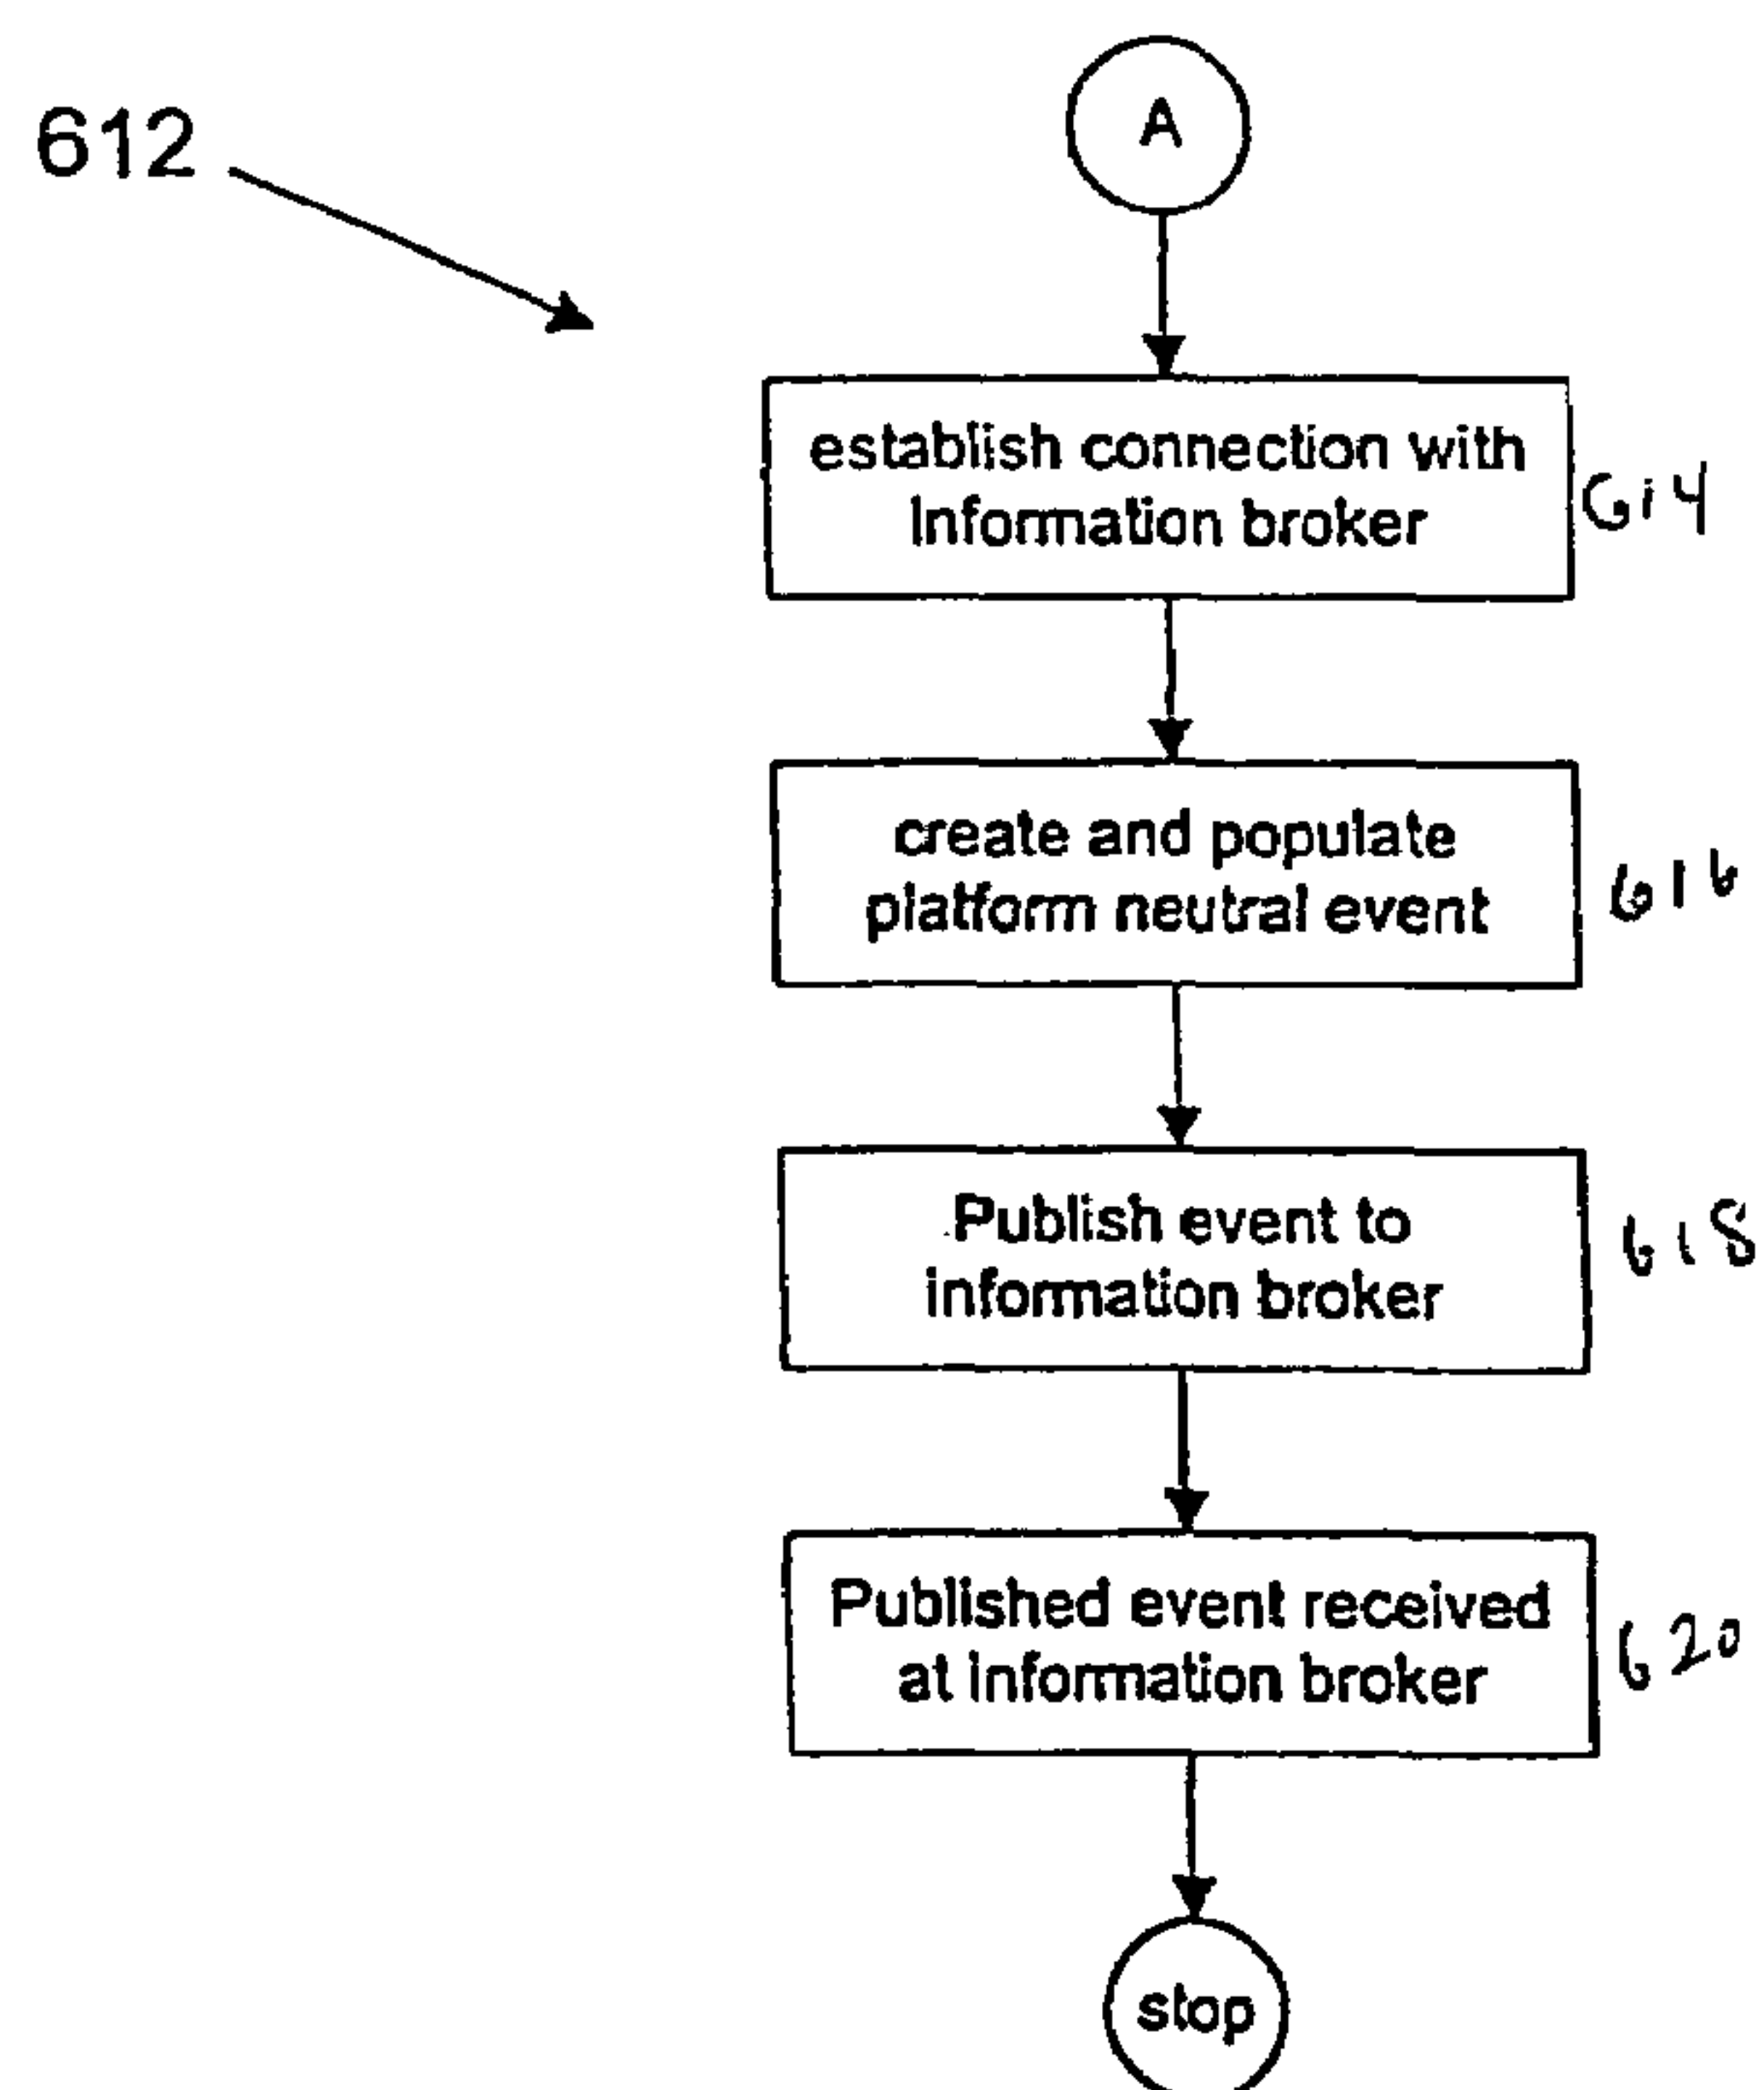 A
612
establish connection with
Information broker
614
create and populate
platform neutral event
616
Publish event to
information broker
618
Published event received
at information broker
620
stop